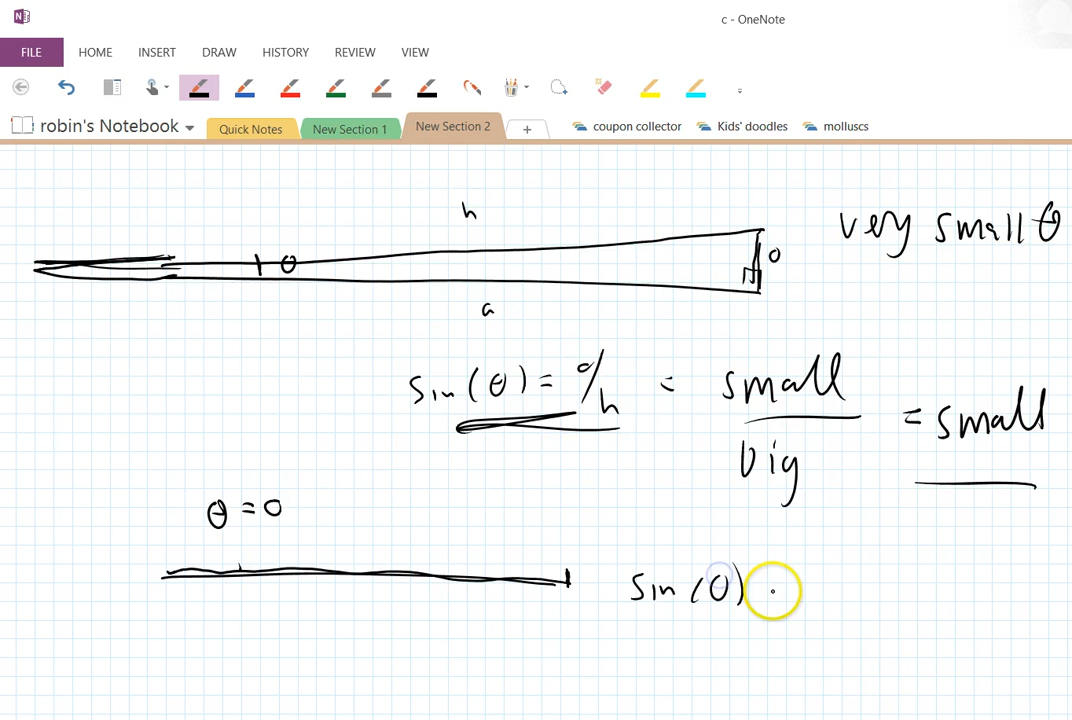 c - OneNote
FILE HOME INSERT DRAW HISTORY REVIEW VIEW
robin's Notebook Quick Notes New Section 1 New Section 2 + coupon collector Kids' doodles molluscs
h
very small θ
θ
o
a
sin(θ) = o/h = small/big = small
θ = 0
sin(0)